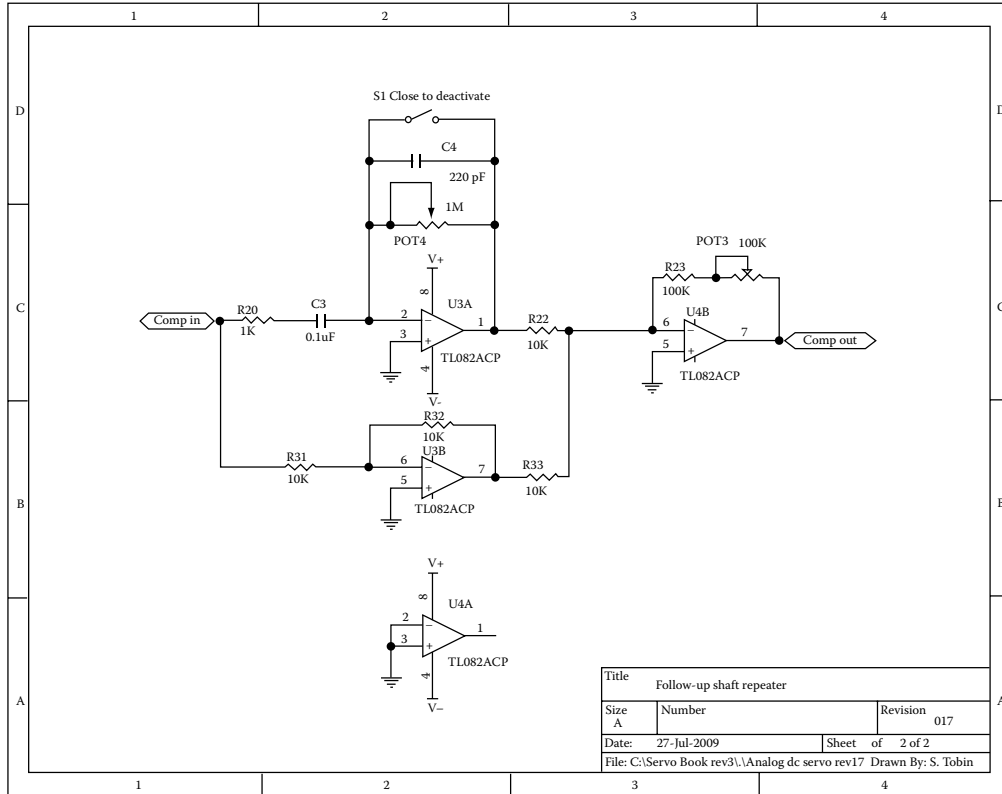 1 2 3 4
D D
S1 Close to deactivate
C4
220 pF
1M
POT4
V+
8
POT3 100K
R23
100K
C C
R20
1K
C3
0.1uF
U3A
2 −
3 +
1
TL082ACP
4
V-
R22
10K
U4B
6 −
5 +
7
TL082ACP
Comp in
Comp out
R32
10K
U3B
R31
10K
6 −
5 +
7
TL082ACP
R33
10K
B B
V+
8
U4A
2 −
3 +
1
TL082ACP
4
V−
A A
Title
Follow-up shaft repeater
Size
A
Number
Revision
017
Date: 27-Jul-2009 Sheet of 2 of 2
File: C:\Servo Book rev3\.\Analog dc servo rev17 Drawn By: S. Tobin
1 2 3 4